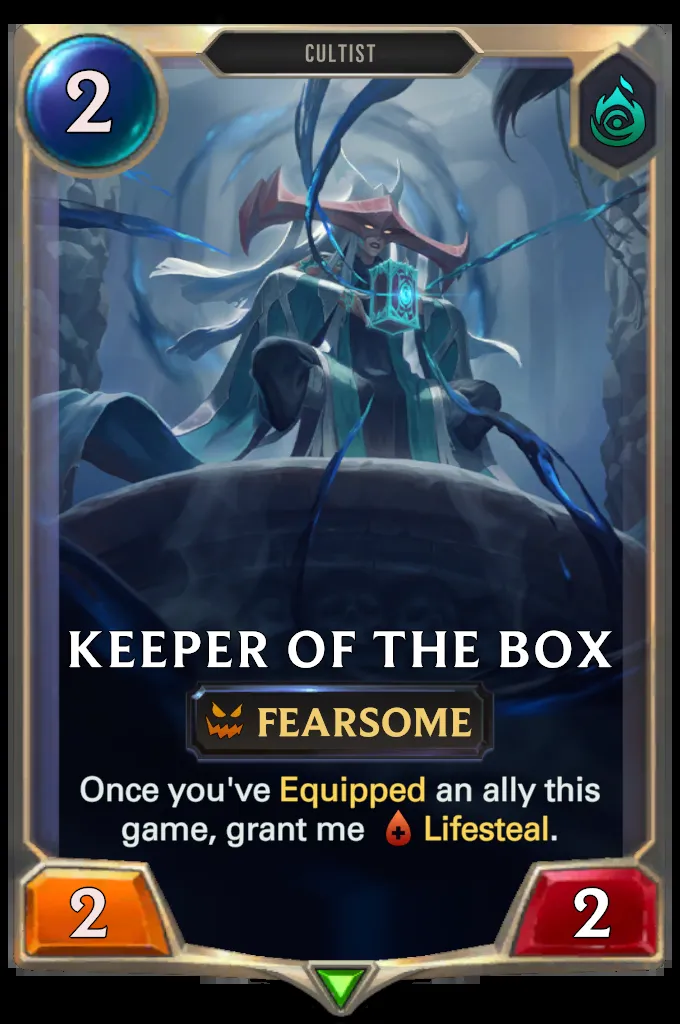 CULTIST
2
KEEPER OF THE BOX
FEARSOME
Once you've Equipped an ally this
game, grant me Lifesteal.
2 2